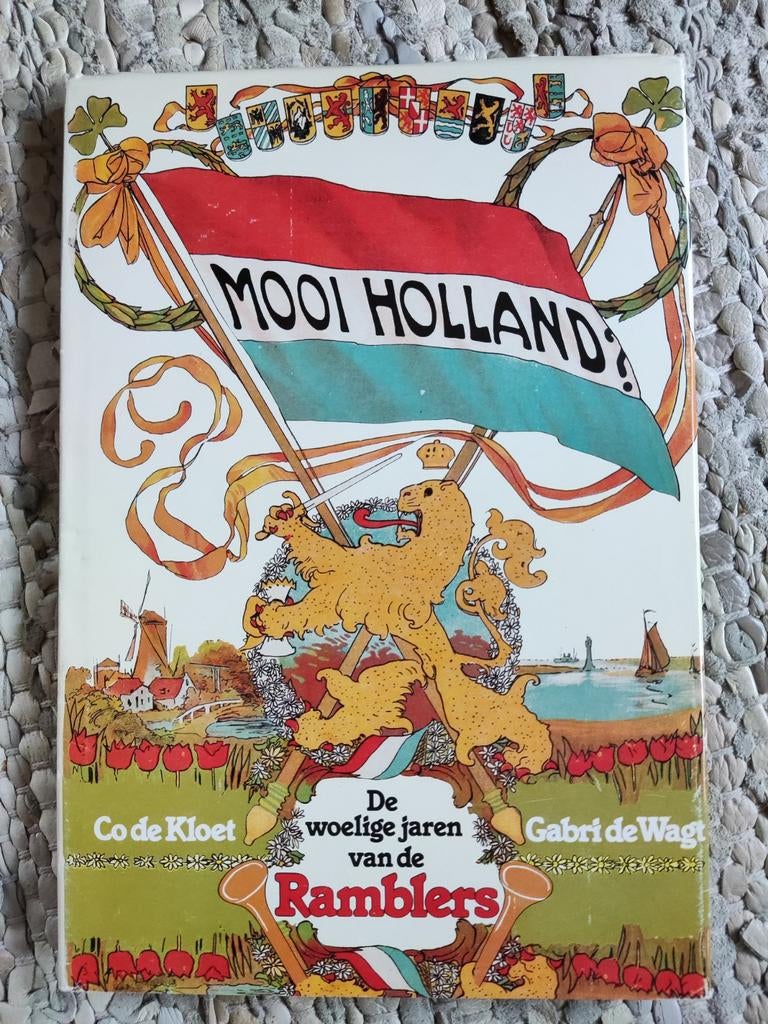 MOOI HOLLAND?
De
woelige jaren
van de
Ramblers
Co de Kloet
Gabri de Wagt